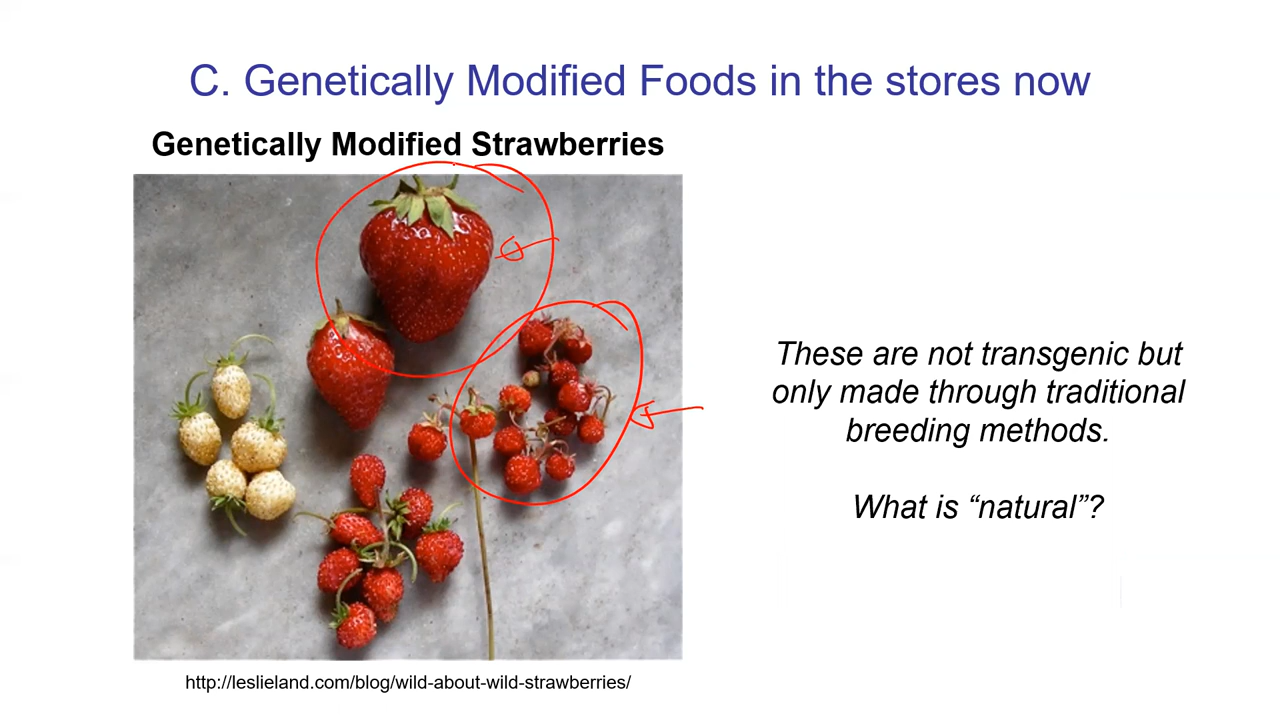 C. Genetically Modified Foods in the stores now
Genetically Modified Strawberries
These are not transgenic but
only made through traditional
breeding methods.
What is “natural”?
http://leslieland.com/blog/wild-about-wild-strawberries/